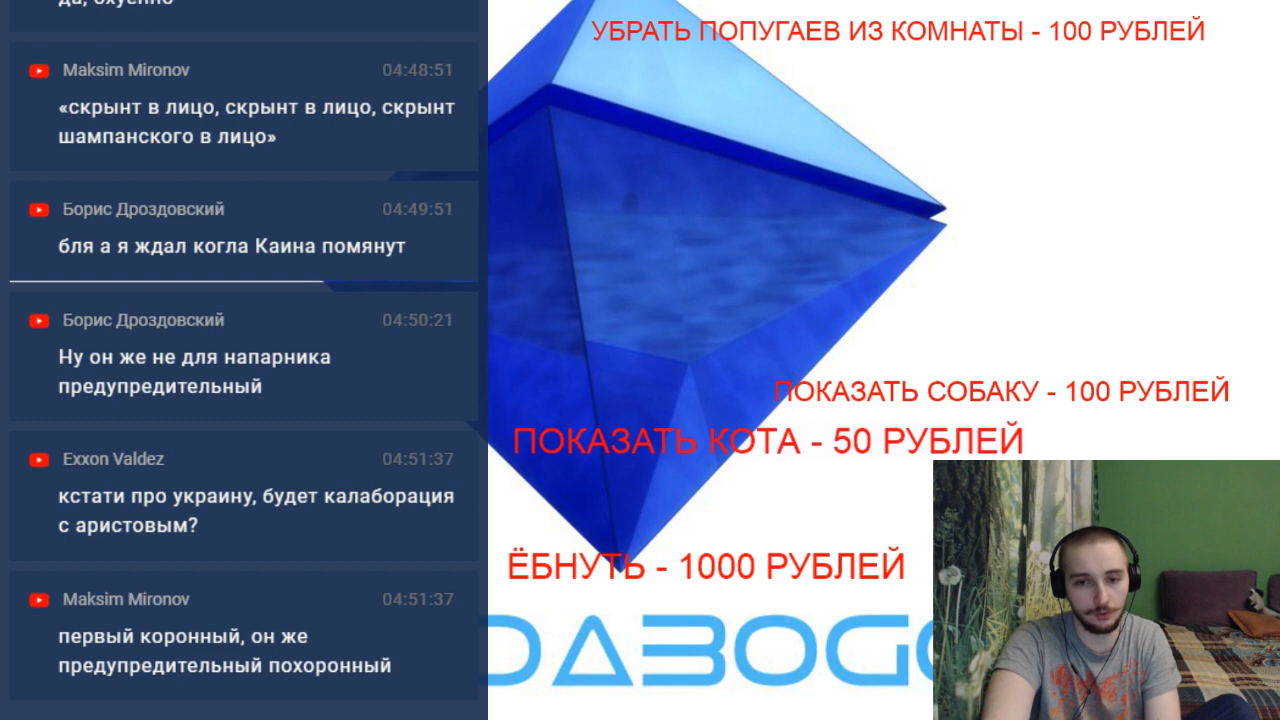 да, охуенно
Maksim Mironov 04:48:51
«скрынт в лицо, скрынт в лицо, скрынт
шампанского в лицо»
Борис Дроздовский 04:49:51
бля а я ждал когла Каина помянут
Борис Дроздовский 04:50:21
Ну он же не для напарника
предупредительный
Exxon Valdez 04:51:37
кстати про украину, будет калаборация
с аристовым?
Maksim Mironov 04:51:37
первый коронный, он же
предупредительный похоронный
УБРАТЬ ПОПУГАЕВ ИЗ КОМНАТЫ - 100 РУБЛЕЙ
ПОКАЗАТЬ СОБАКУ - 100 РУБЛЕЙ
ПОКАЗАТЬ КОТА - 50 РУБЛЕЙ
ЁБНУТЬ - 1000 РУБЛЕЙ